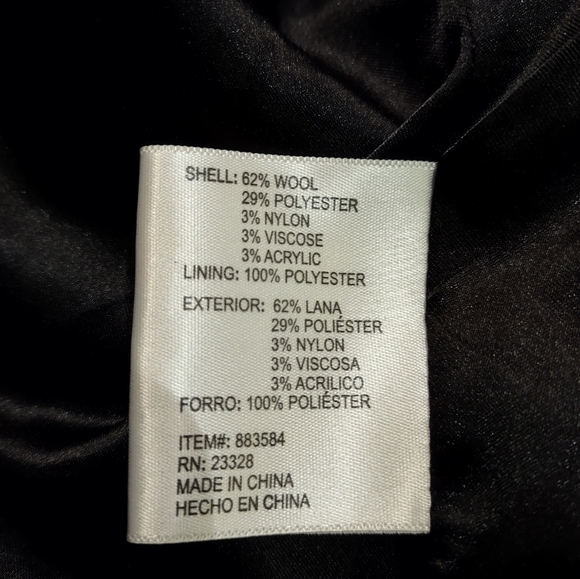 SHELL: 62% WOOL
29% POLYESTER
3% NYLON
3% VISCOSE
3% ACRYLIC
LINING: 100% POLYESTER
EXTERIOR: 62% LANA
29% POLIÉSTER
3% NYLON
3% VISCOSA
3% ACRILICO
FORRO: 100% POLIÉSTER
ITEM#: 883584
RN: 23328
MADE IN CHINA
HECHO EN CHINA